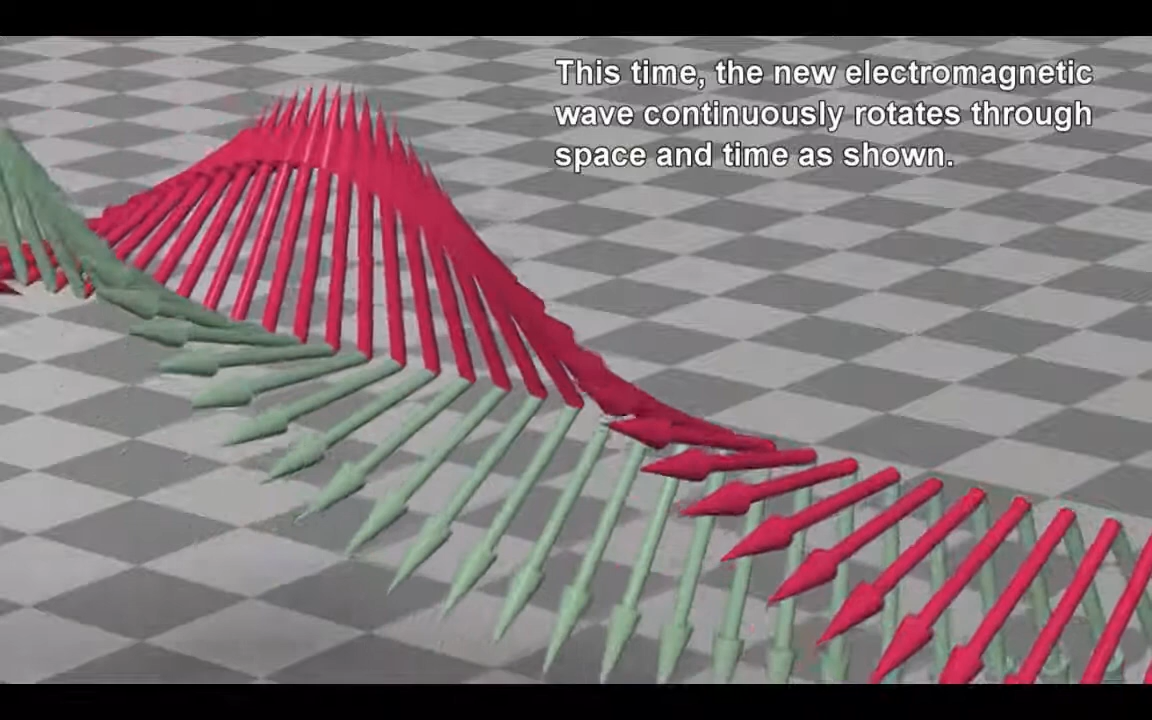 This time, the new electromagnetic
wave continuously rotates through
space and time as shown.